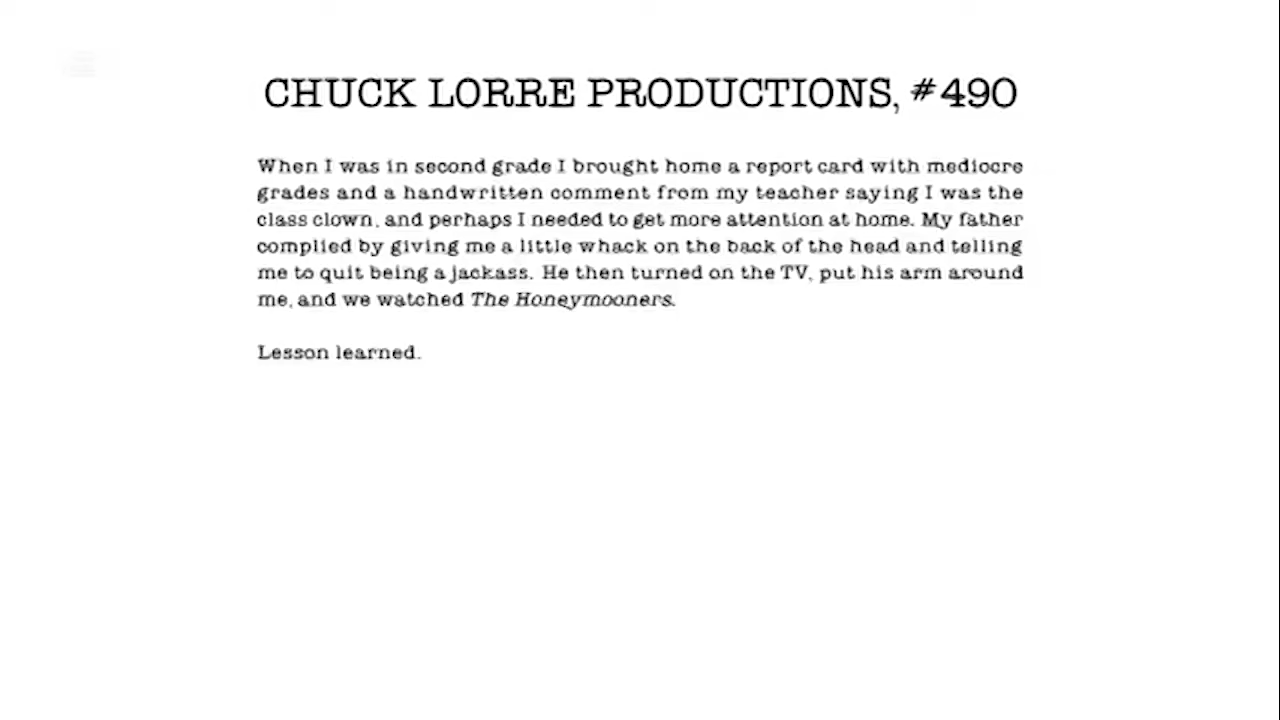 CHUCK LORRE PRODUCTIONS, #490
When I was in second grade I brought home a report card with mediocre
grades and a handwritten comment from my teacher saying I was the
class clown, and perhaps I needed to get more attention at home. My father
complied by giving me a little whack on the back of the head and telling
me to quit being a jackass. He then turned on the TV, put his arm around
me, and we watched The Honeymooners.
Lesson learned.